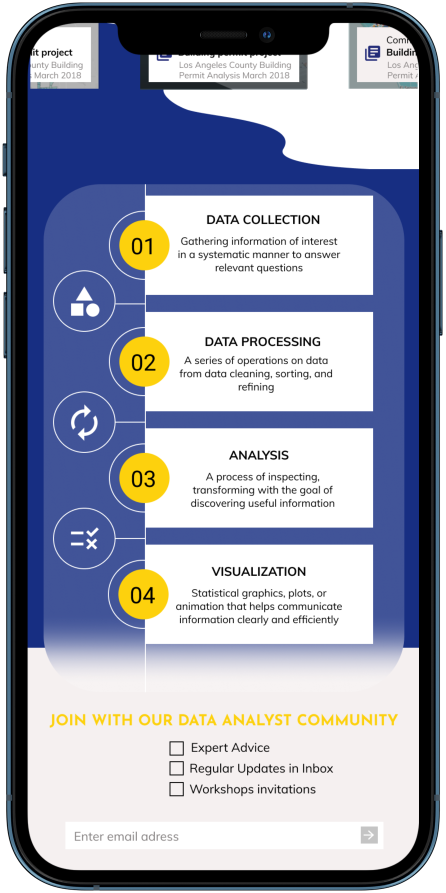 it project
unty Building
March 2018
Building permit project
Los Angeles County Building
Permit Analysis March 2018
Com
Buildin
Los Ang
Permit
01
DATA COLLECTION
Gathering information of interest
in a systematic manner to answer
relevant questions
02
DATA PROCESSING
A series of operations on data
from data cleaning, sorting, and
refining
03
ANALYSIS
A process of inspecting,
transforming with the goal of
discovering useful information
04
VISUALIZATION
Statistical graphics, plots, or
animation that helps communicate
information clearly and efficiently
JOIN WITH OUR DATA ANALYST COMMUNITY
Expert Advice
Regular Updates in Inbox
Workshops invitations
Enter email adress